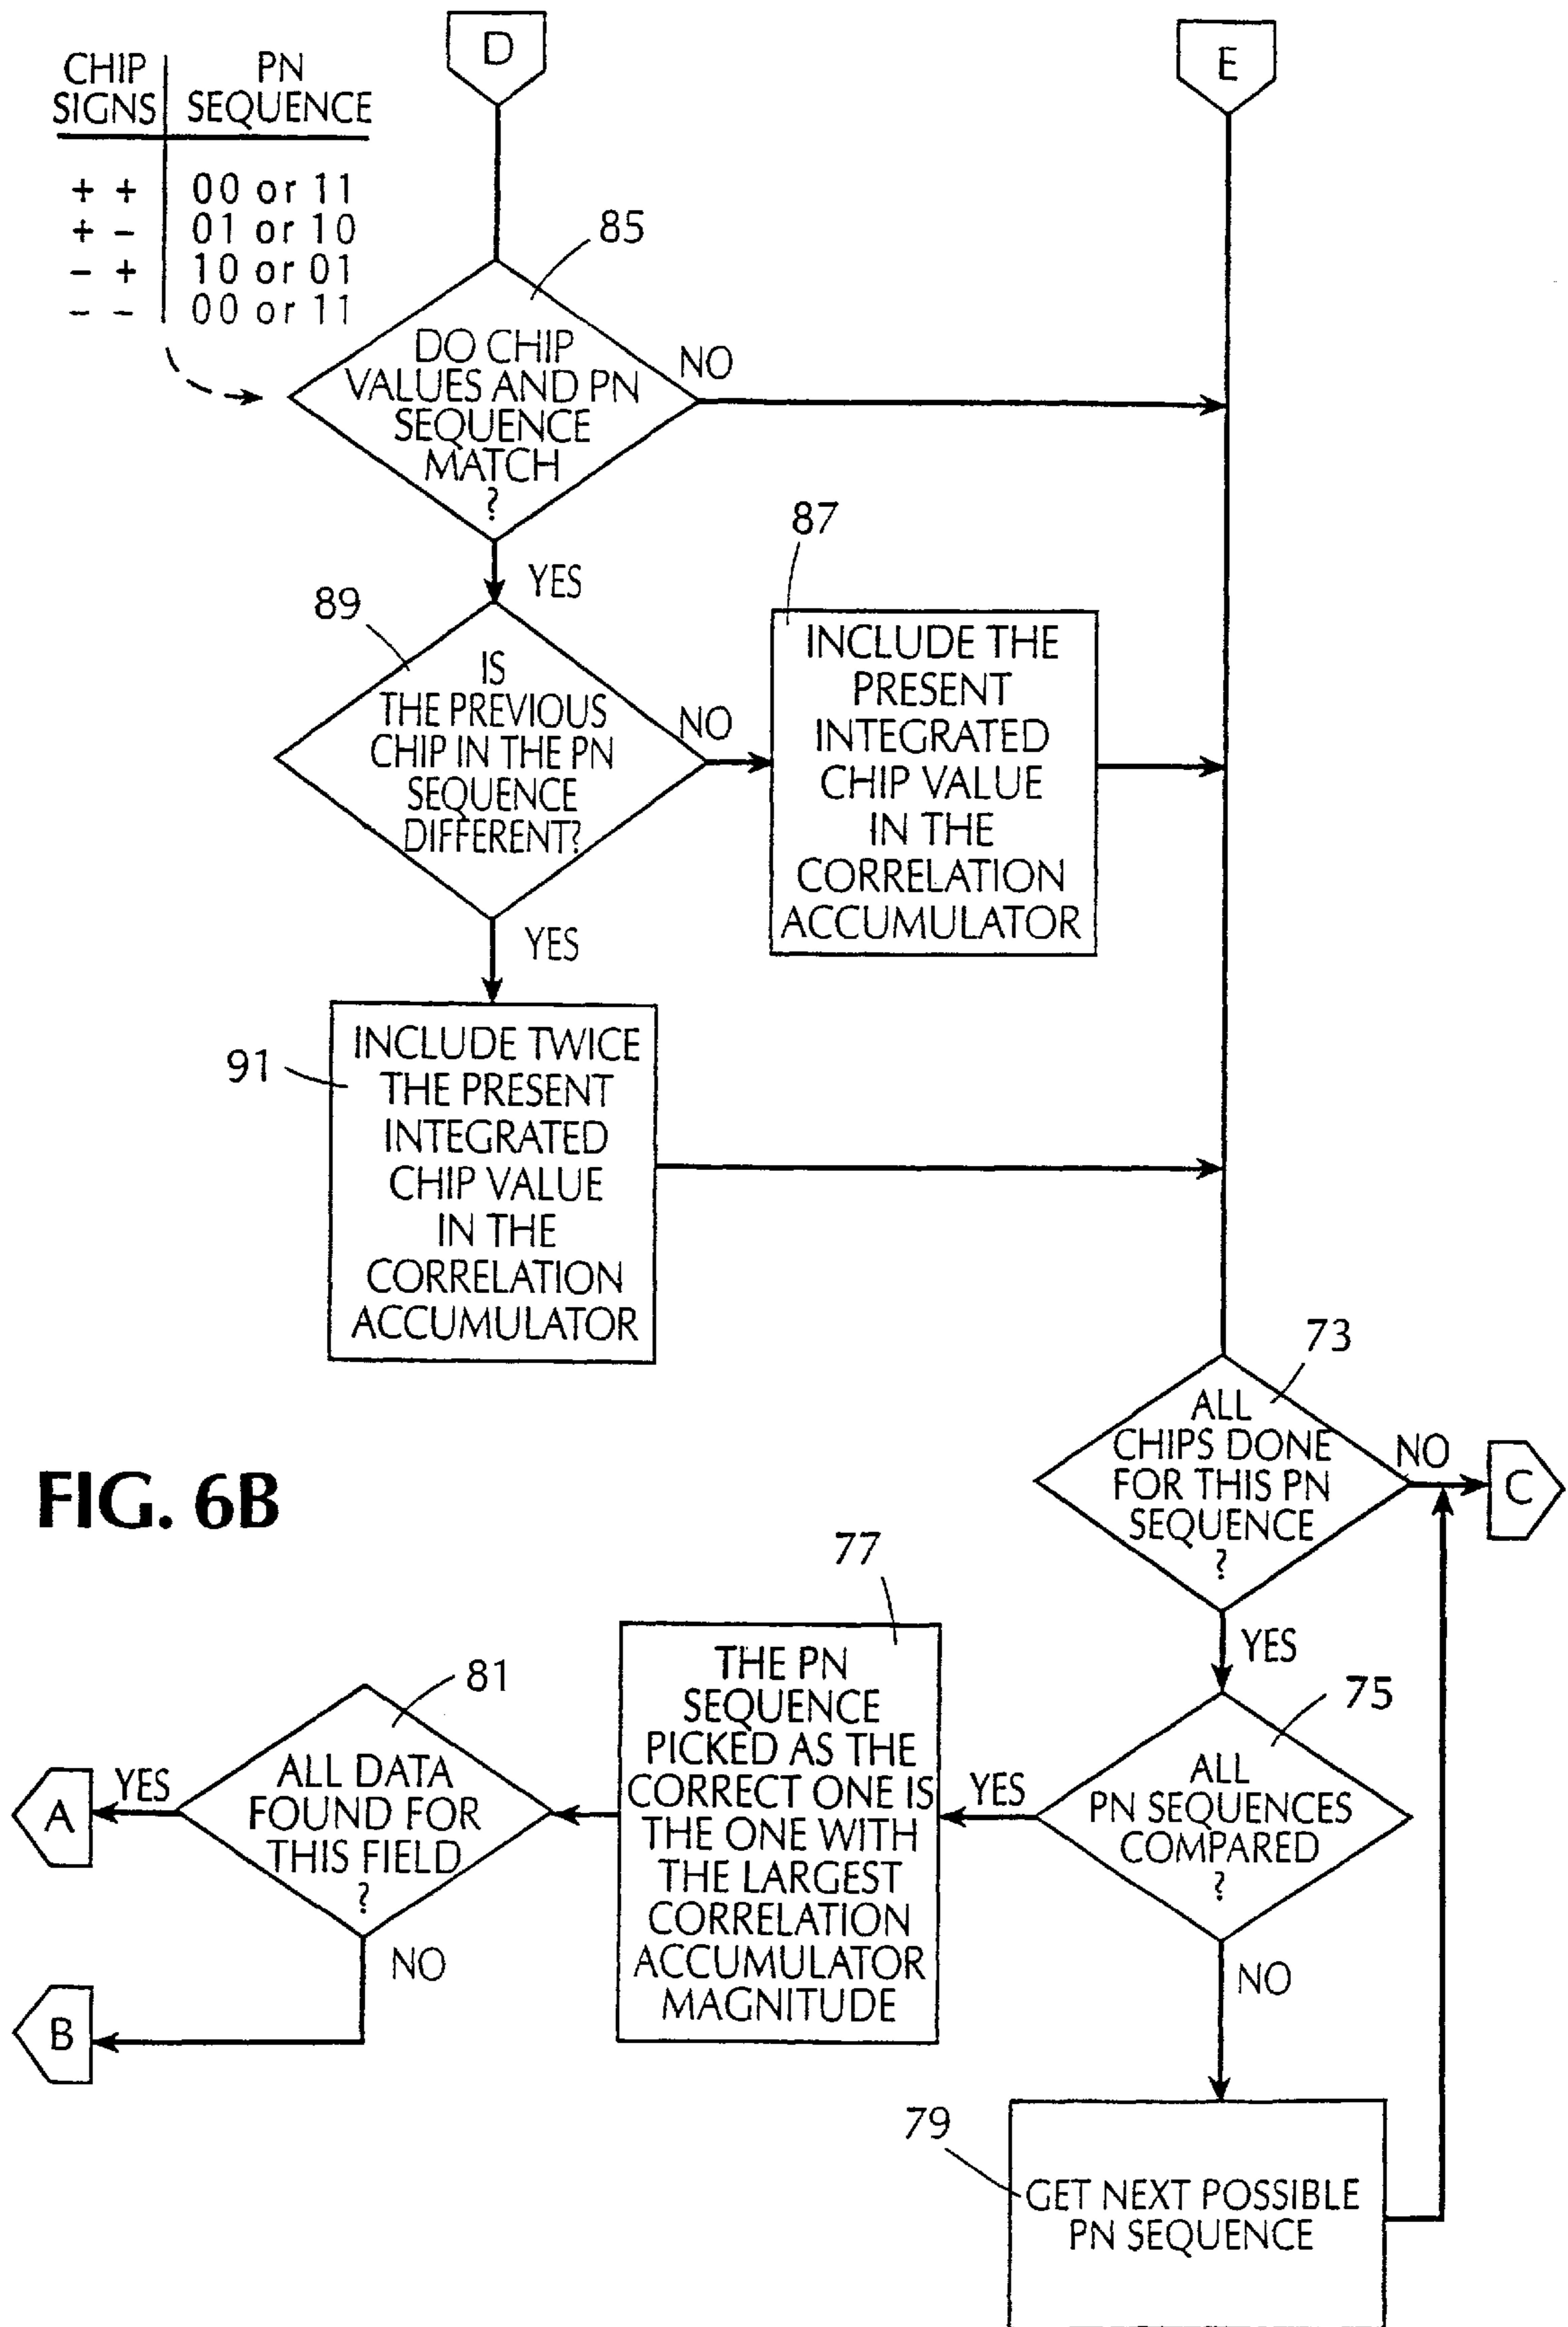 D
E
CHIP SIGNS | PN SEQUENCE
+ + | 00 or 11
+ - | 01 or 10
- + | 10 or 01
- - | 00 or 11
85
DO CHIP
VALUES AND PN
SEQUENCE
MATCH
?
NO
YES
89
IS
THE PREVIOUS
CHIP IN THE PN
SEQUENCE
DIFFERENT?
NO
YES
87
INCLUDE THE
PRESENT
INTEGRATED
CHIP VALUE
IN THE
CORRELATION
ACCUMULATOR
91
INCLUDE TWICE
THE PRESENT
INTEGRATED
CHIP VALUE
IN THE
CORRELATION
ACCUMULATOR
73
ALL
CHIPS DONE
FOR THIS PN
SEQUENCE
?
NO
C
YES
FIG. 6B
75
ALL
PN SEQUENCES
COMPARED
?
YES
NO
77
THE PN
SEQUENCE
PICKED AS THE
CORRECT ONE IS
THE ONE WITH
THE LARGEST
CORRELATION
ACCUMULATOR
MAGNITUDE
81
ALL DATA
FOUND FOR
THIS FIELD
?
YES
A
NO
B
79
GET NEXT POSSIBLE
PN SEQUENCE